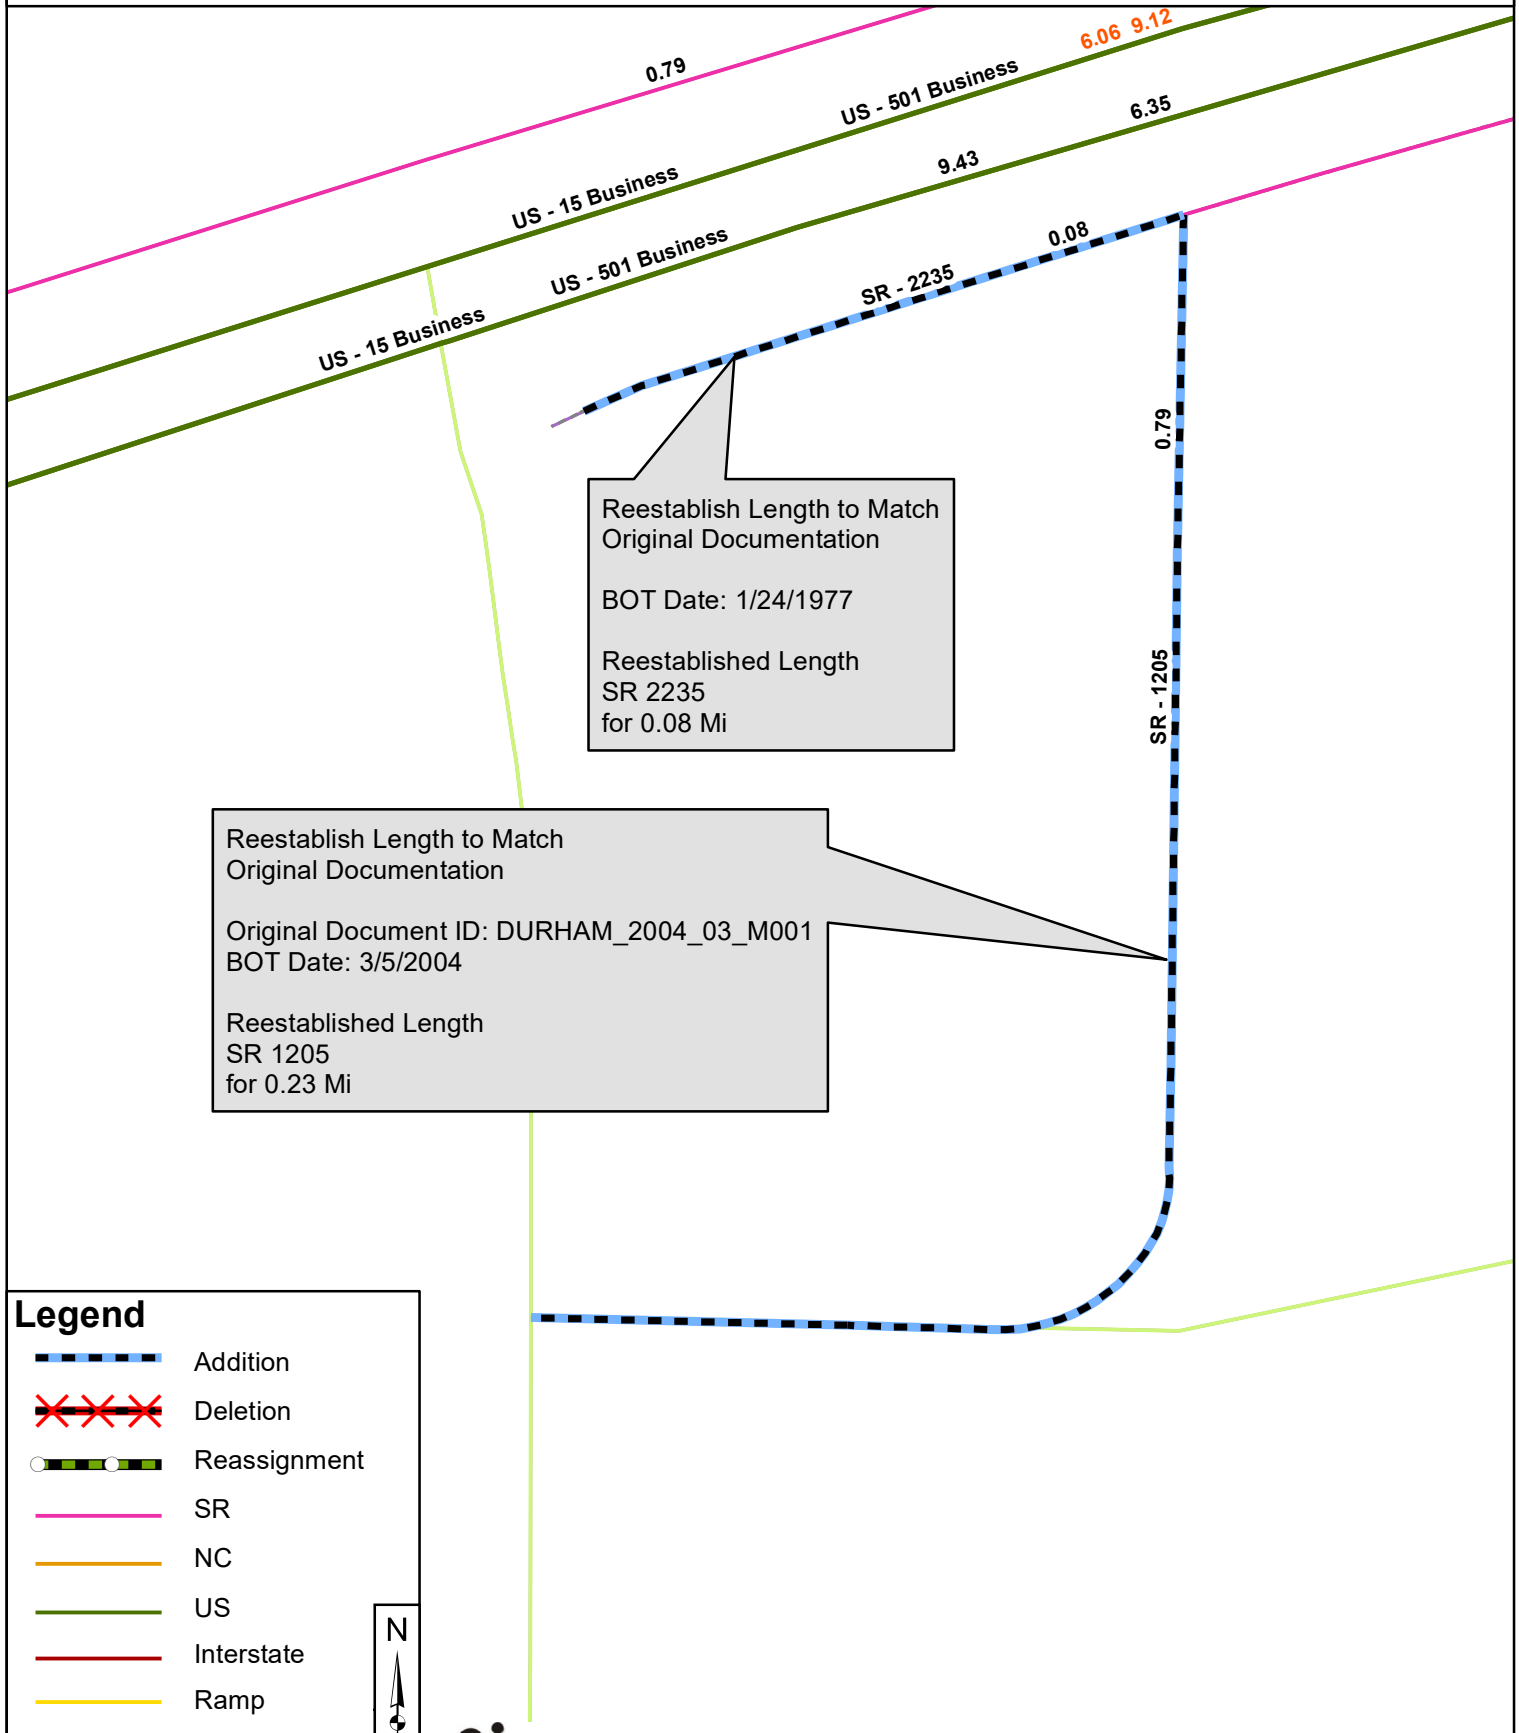 0.79
6.06 9.12
US - 501 Business
6.35
9.43
US - 15 Business
US - 501 Business
0.08
SR - 2235
US - 15 Business
0.79
SR - 1205
Reestablish Length to Match
Original Documentation
BOT Date: 1/24/1977
Reestablished Length
SR 2235
for 0.08 Mi
Reestablish Length to Match
Original Documentation
Original Document ID: DURHAM_2004_03_M001
BOT Date: 3/5/2004
Reestablished Length
SR 1205
for 0.23 Mi
Legend
Addition
Deletion
Reassignment
SR
NC
US
Interstate
Ramp
N